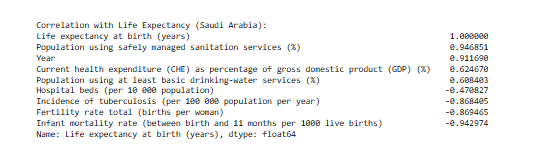 Correlation with Life Expectancy (Saudi Arabia):
Life expectancy at birth (years) 1.000000
Population using safely managed sanitation services (%) 0.946851
Year 0.911690
Current health expenditure (CHE) as percentage of gross domestic product (GDP) (%) 0.624670
Population using at least basic drinking-water services (%) 0.608403
Hospital beds (per 10 000 population) -0.470827
Incidence of tuberculosis (per 100 000 population per year) -0.868405
Fertility rate total (births per woman) -0.869465
Infant mortality rate (between birth and 11 months per 1000 live births) -0.942974
Name: Life expectancy at birth (years), dtype: float64